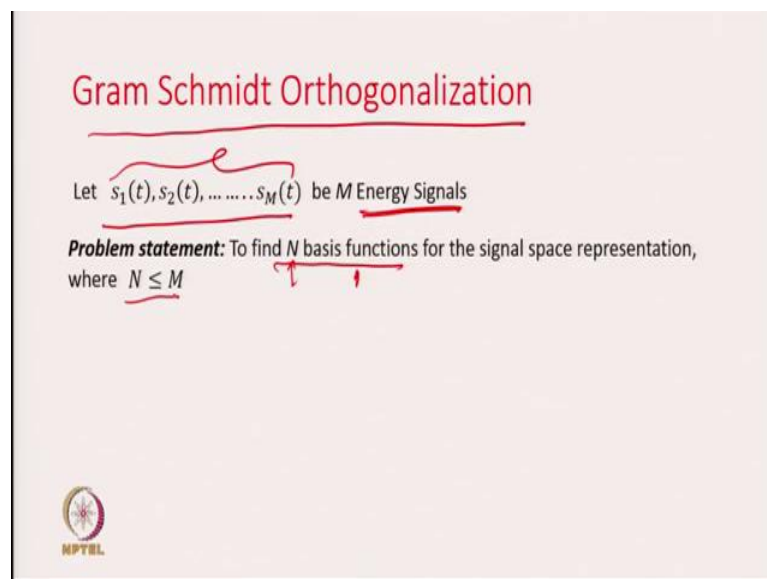 Gram Schmidt Orthogonalization
Let s₁(t), s₂(t), ... ... .. s_M(t) be M Energy Signals
Problem statement: To find N basis functions for the signal space representation,
where N ≤ M
NPTEL